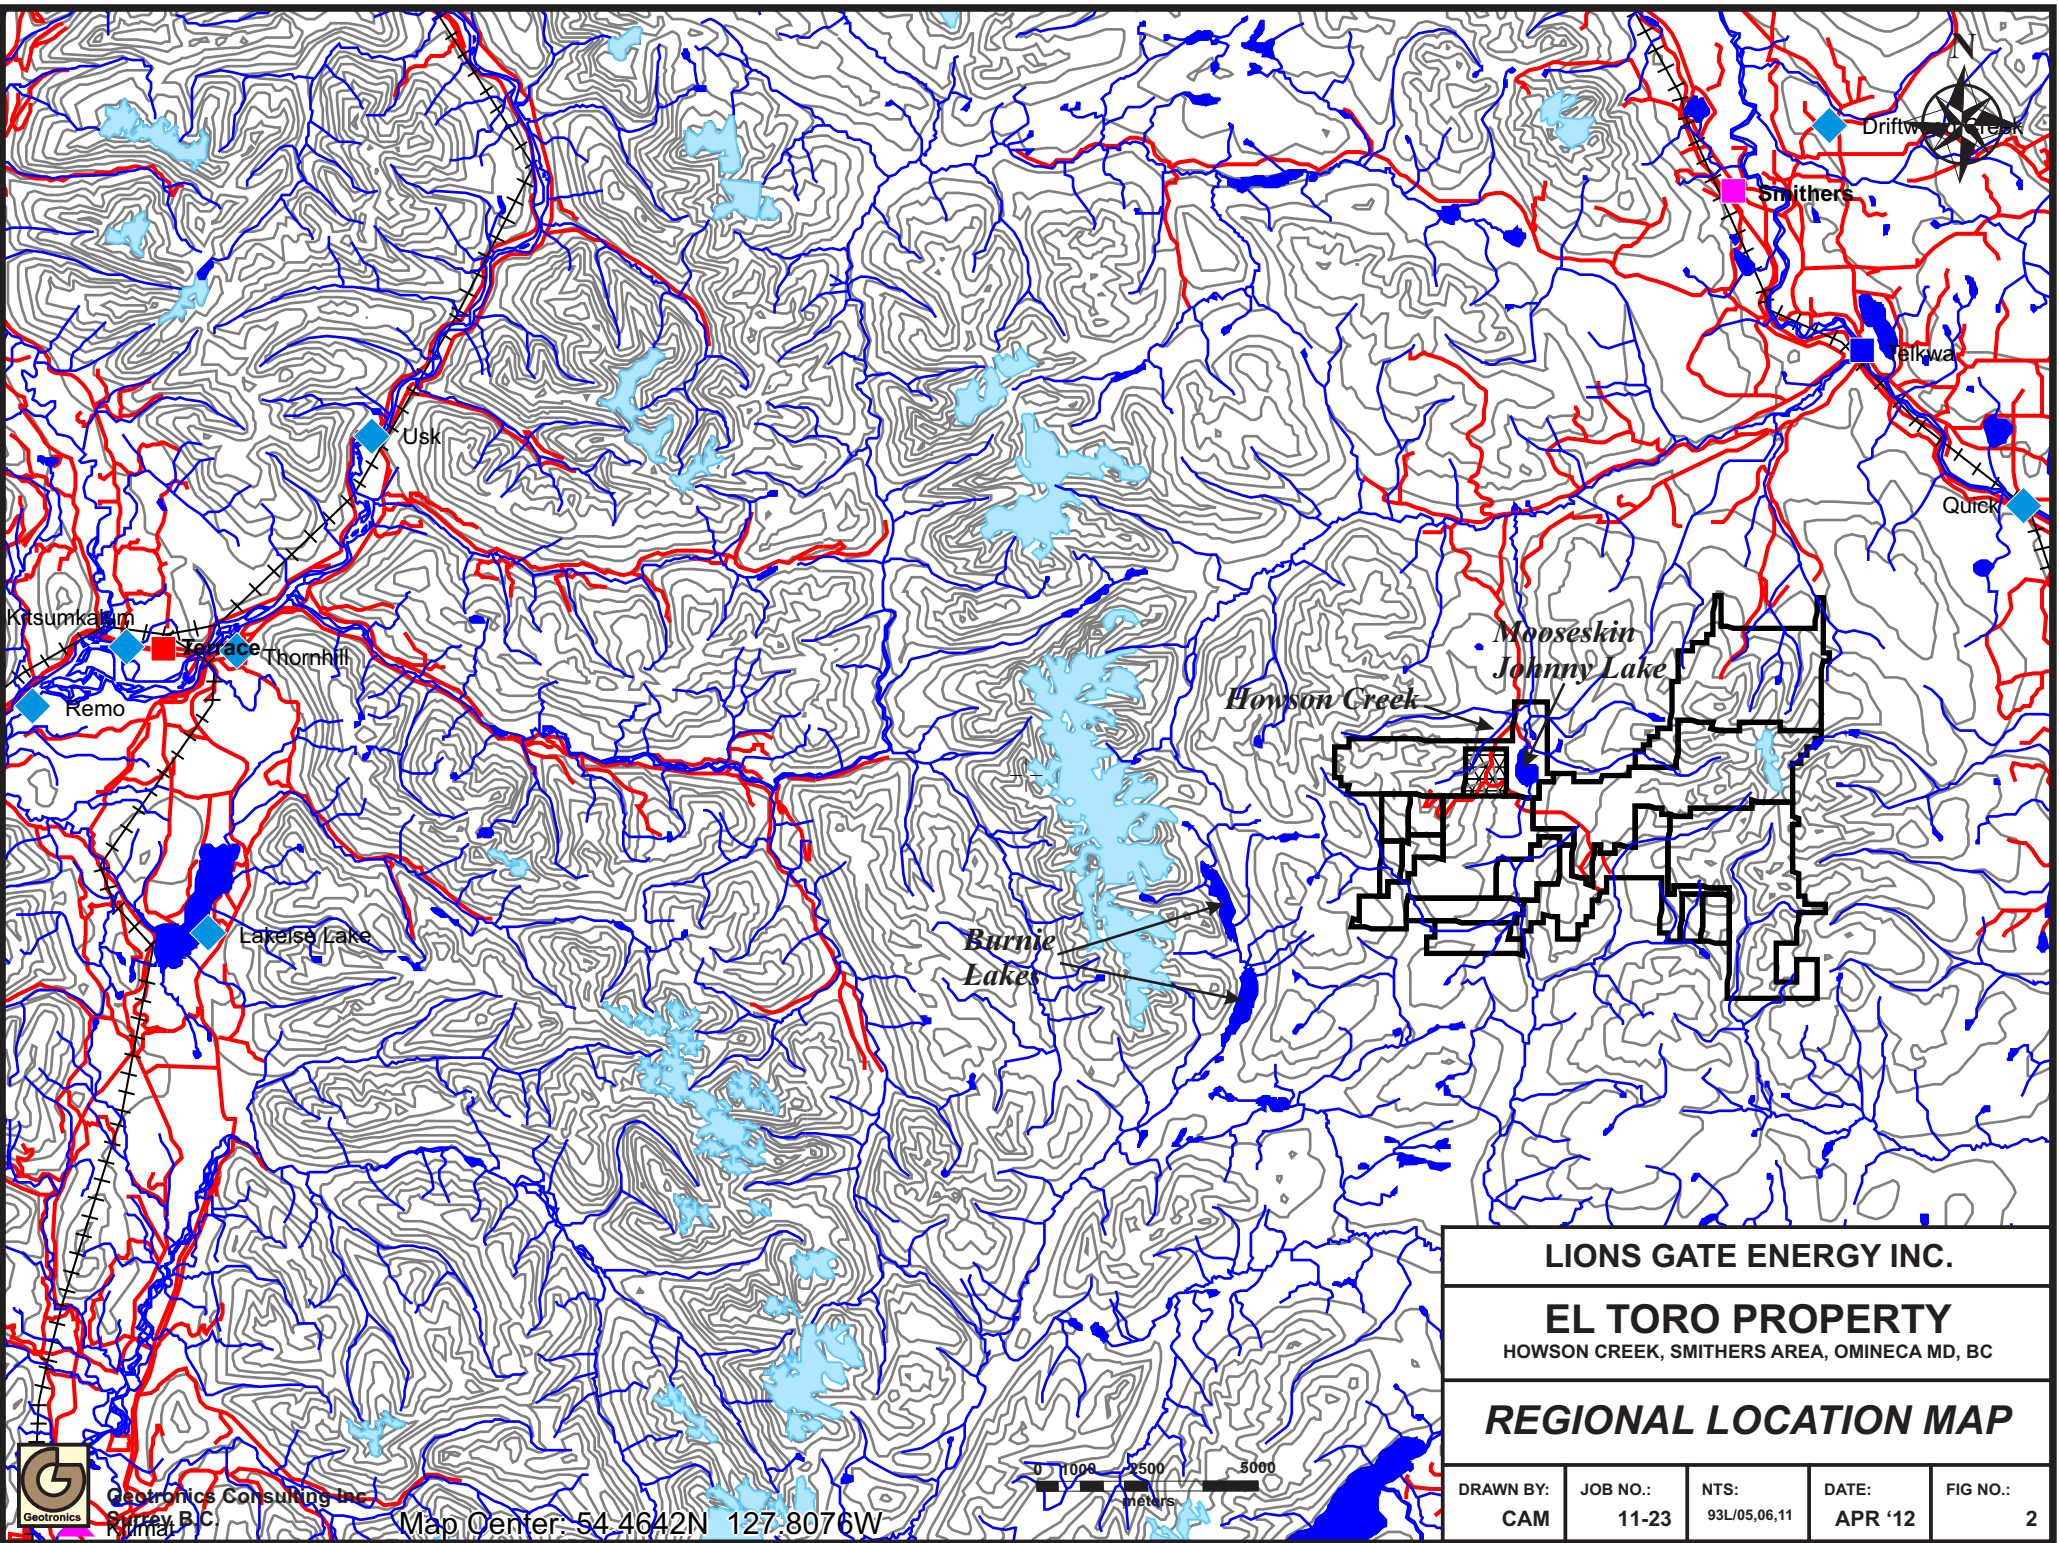 N
Driftwood Creek
Smithers
Telkwa
Usk
Quick
Kitsumkalum
Terrace
Thornhill
Remo
Mooseskin
Johnny Lake
Howson Creek
Lakelse Lake
Burnie
Lakes
LIONS GATE ENERGY INC.
EL TORO PROPERTY
HOWSON CREEK, SMITHERS AREA, OMINECA MD, BC
REGIONAL LOCATION MAP
DRAWN BY:
CAM
JOB NO.:
11-23
NTS:
93L/05,06,11
DATE:
APR ‘12
FIG NO.:
2
0 1000 2500 5000
meters
G
Geotronics
Geotronics Consulting Inc
Surrey B.C.
Kitimat
Map Center: 54.4642N 127.8076W